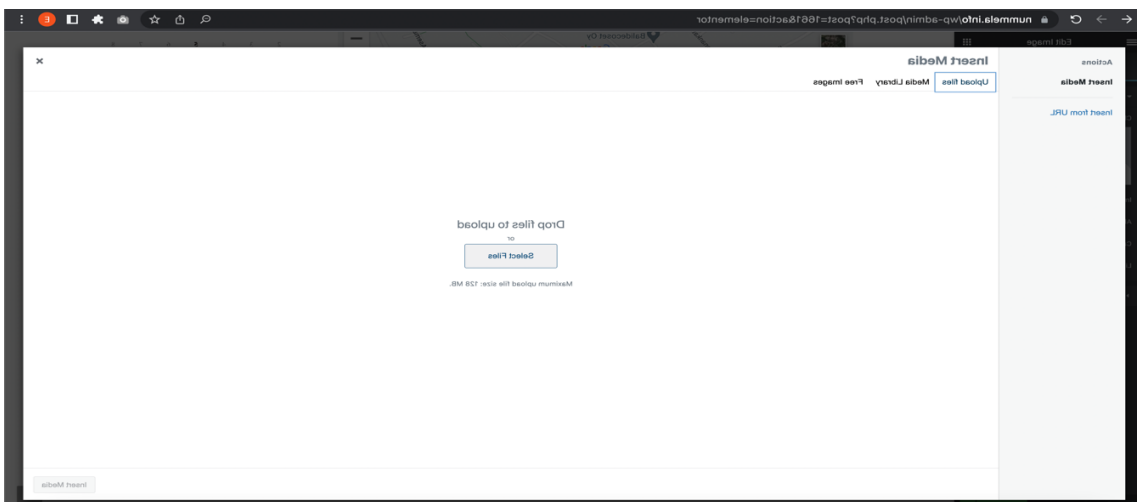 nummela.info/wp-admin/post.php?post=16618&action=elementor
E
Edit Image
Baltdecoast Oy
Actions
Insert Media
Insert from URL
Insert Media
Upload files Media Library Free Images
Drop files to upload
or
Select Files
Maximum upload file size: 128 MB.
Insert Media